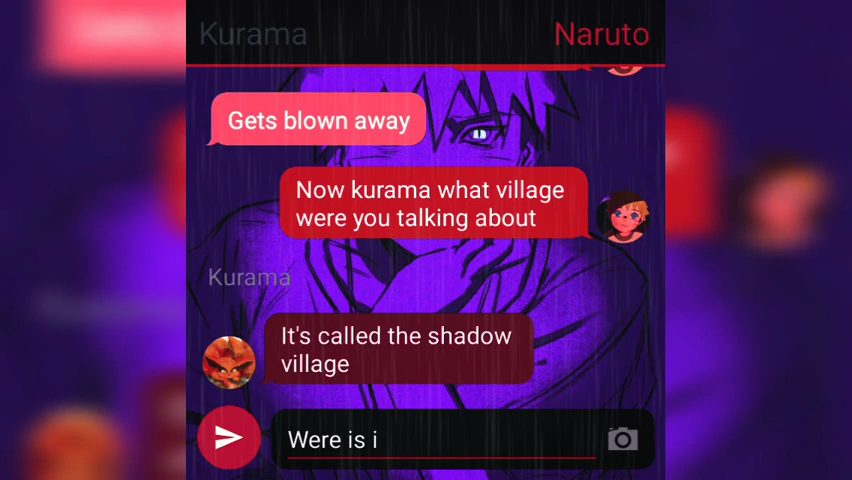 Kurama
Naruto
Gets blown away
Now kurama what village
were you talking about
Kurama
It's called the shadow
village
Were is i